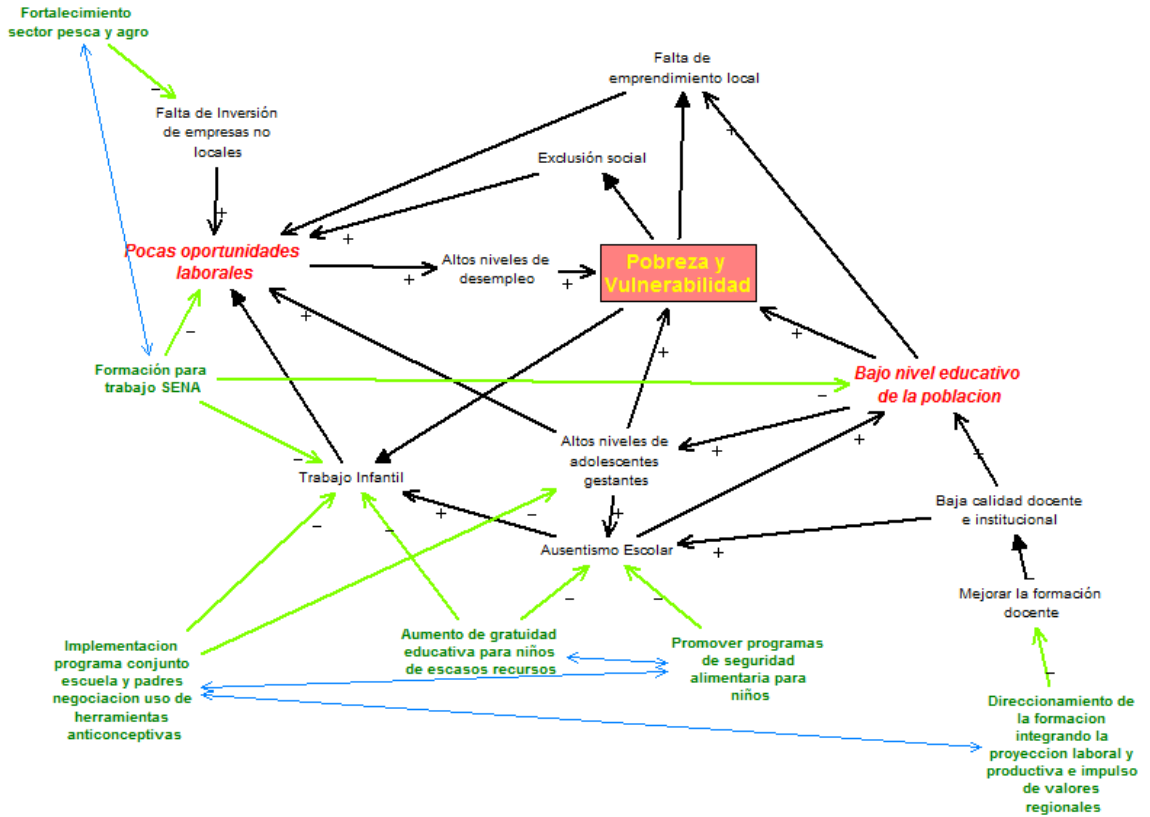 Fortalecimiento
sector pesca y agro
−
Falta de Inversión
de empresas no
locales
+
Falta de
emprendimiento local
+
Exclusión social
+
Pocas oportunidades
laborales
+
Altos niveles de
desempleo
+
Pobreza y
Vulnerabilidad
+
+
+
−
Formación para
trabajo SENA
−
−
Bajo nivel educativo
de la poblacion
+
+
+
Altos niveles de
adolescentes
gestantes
+
−
Trabajo Infantil
+
−
−
Ausentismo Escolar
+
−
−
Baja calidad docente
e institucional
−
Mejorar la formación
docente
−
Implementacion
programa conjunto
escuela y padres
negociacion uso de
herramientas
anticonceptivas
Aumento de gratuidad
educativa para niños
de escasos recursos
Promover programas
de seguridad
alimentaria para
niños
Direccionamiento de
la formacion
integrando la
proyeccion laboral y
productiva e impulso
de valores
regionales